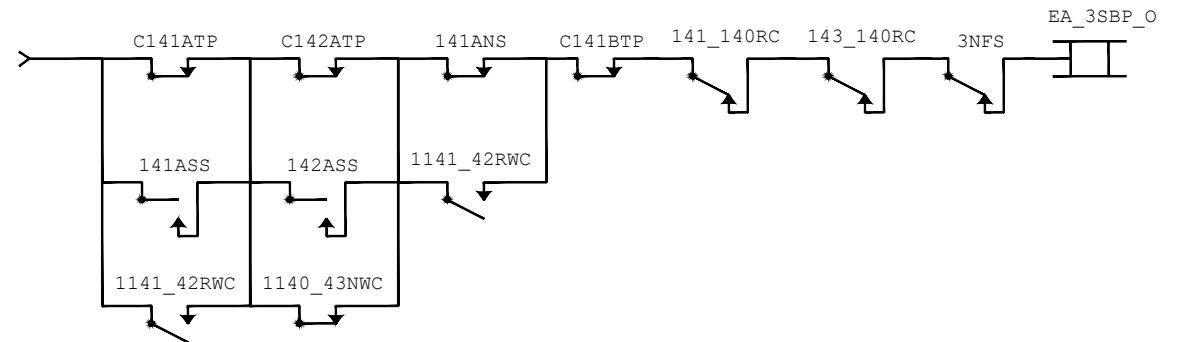 EA_3SBP_O
C141ATP C142ATP 141ANS C141BTP 141_140RC 143_140RC 3NFS
141ASS 142ASS 1141_42RWC
1141_42RWC 1140_43NWC